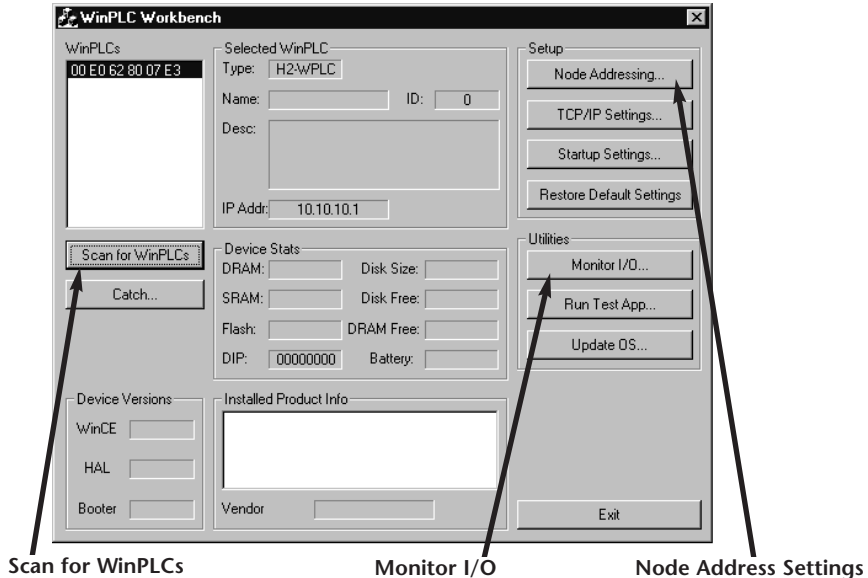 WinPLC Workbench
WinPLCs
00 E0 62 80 07 E3
Scan for WinPLCs
Catch...
Selected WinPLC
Type: H2-WPLC
Name: ID: 0
Desc:
IP Addr: 10.10.10.1
Device Stats
DRAM: Disk Size:
SRAM: Disk Free:
Flash: DRAM Free:
DIP: 00000000 Battery:
Device Versions
WinCE
HAL
Booter
Installed Product Info
Vendor
Setup
Node Addressing...
TCP/IP Settings...
Startup Settings...
Restore Default Settings
Utilities
Monitor I/O...
Run Test App...
Update OS...
Exit
Scan for WinPLCs
Monitor I/O
Node Address Settings